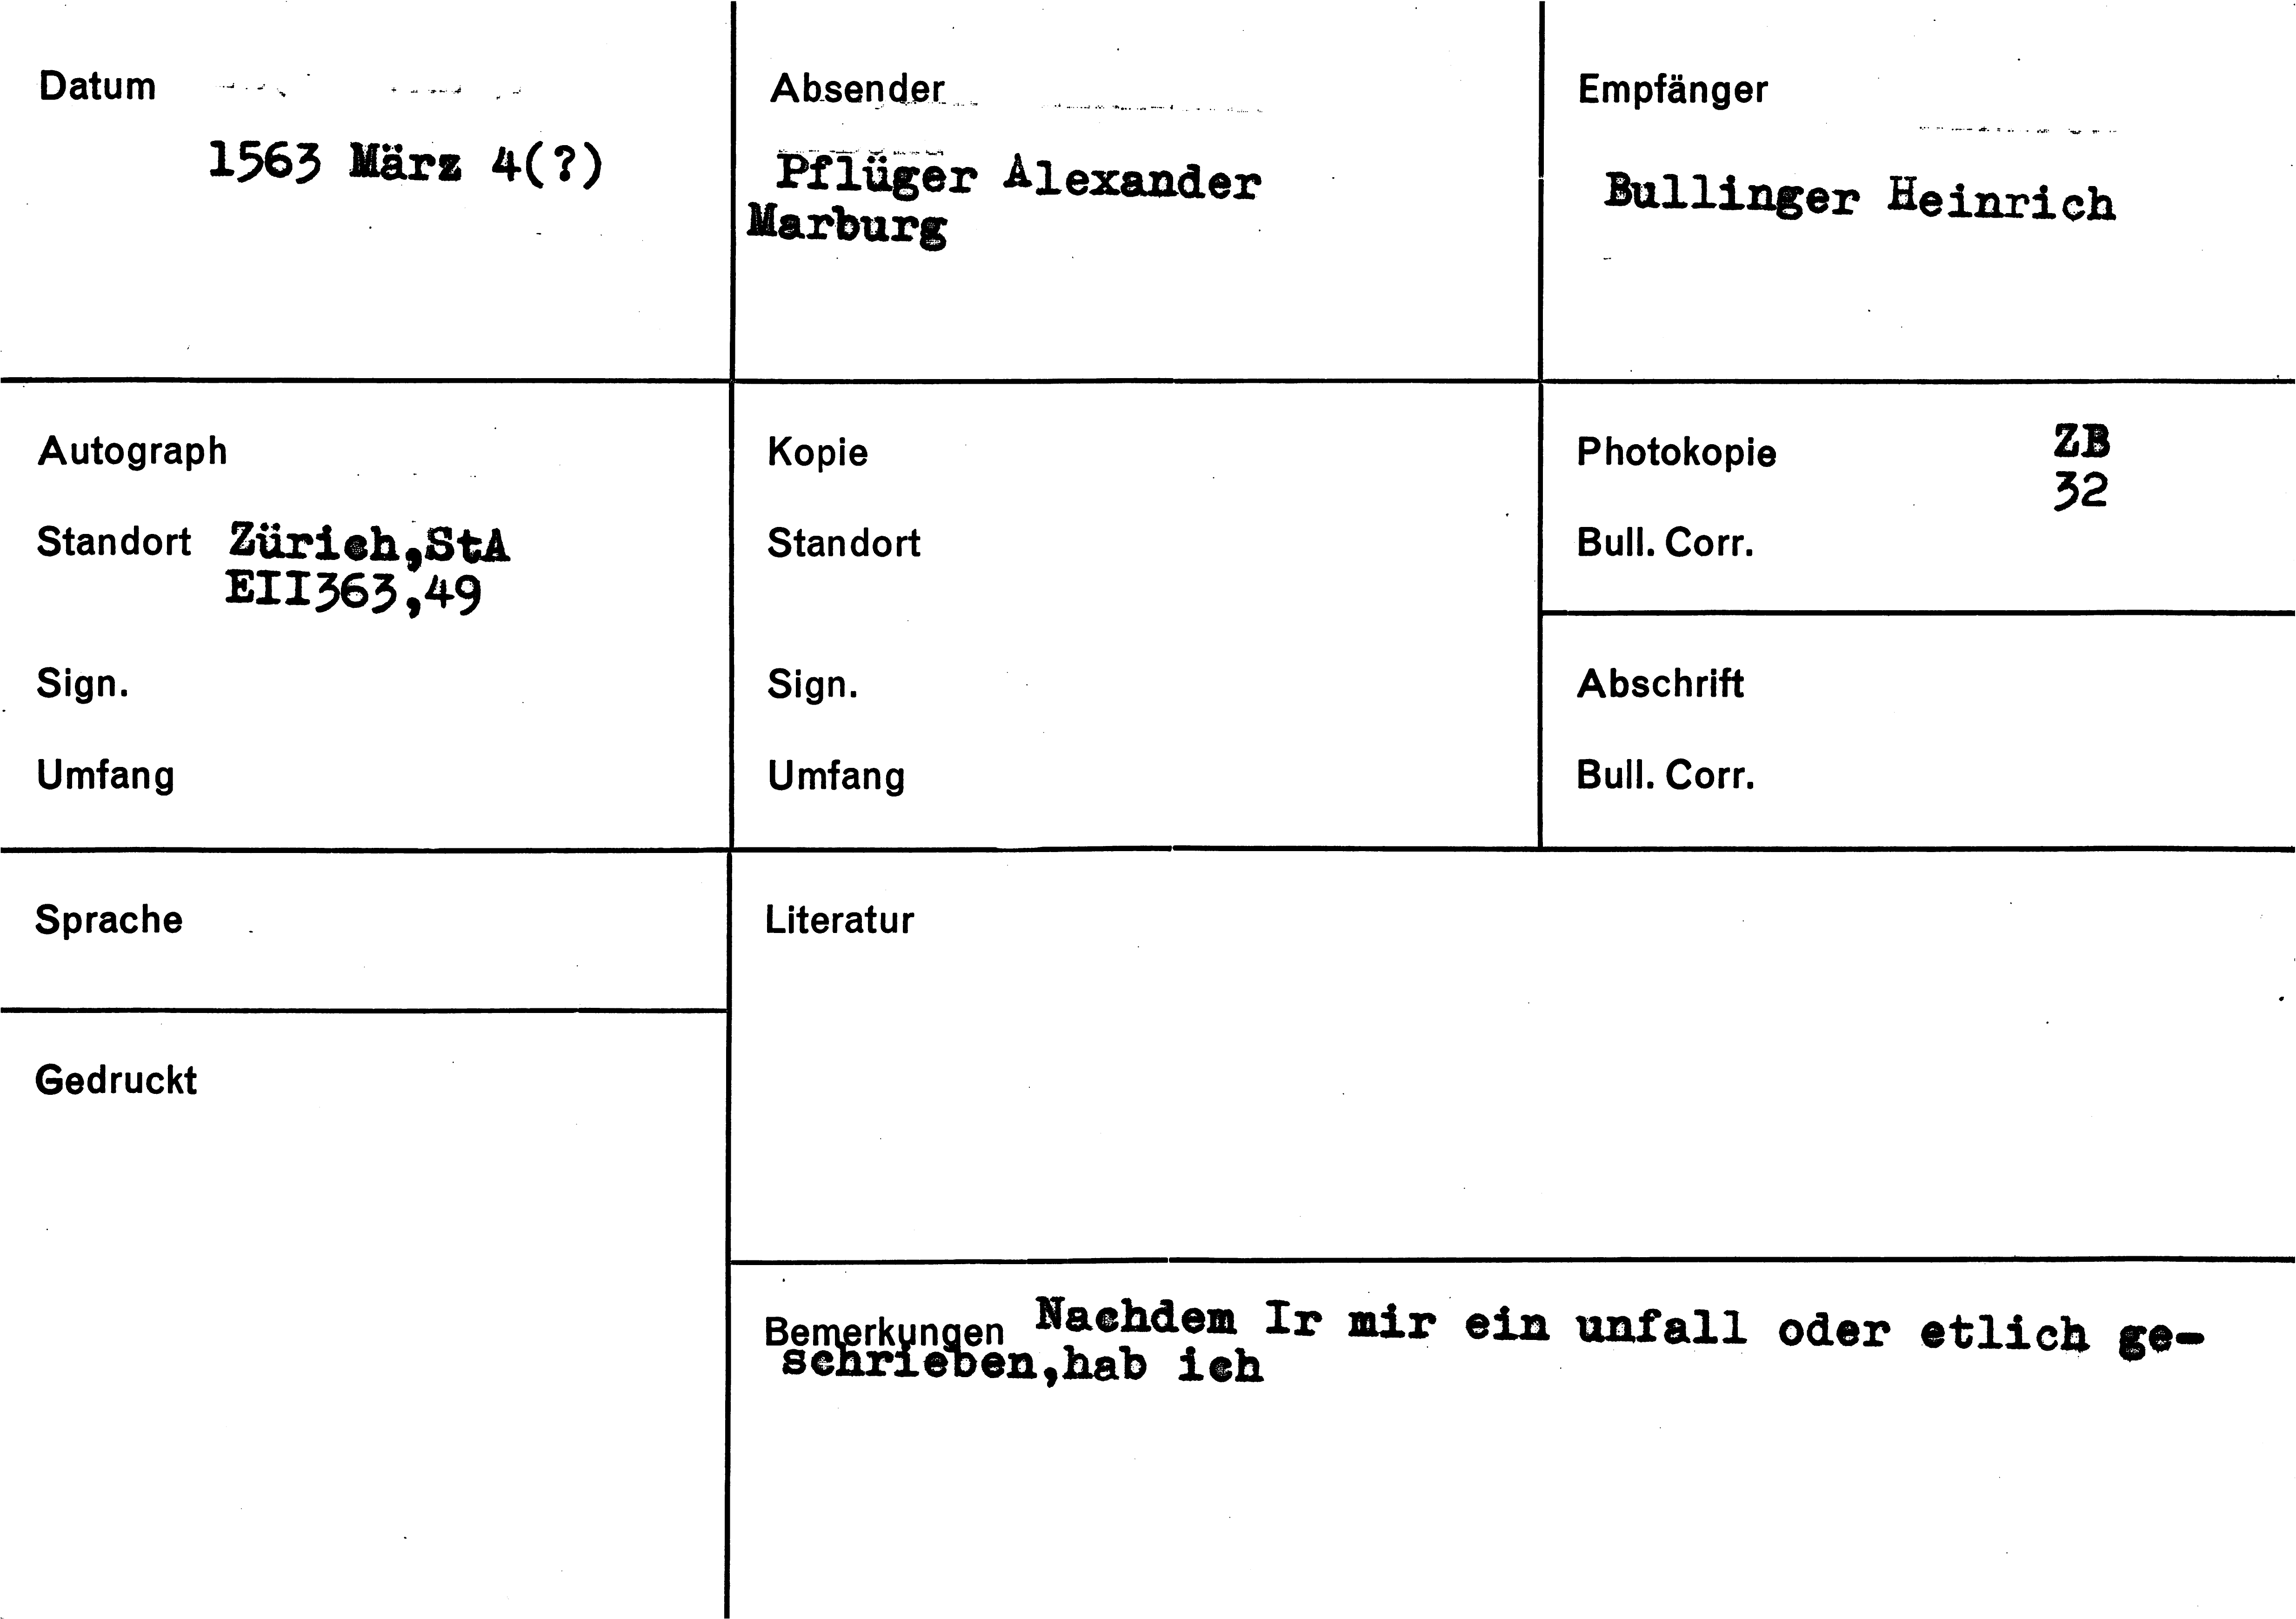 Datum
1563 März 4(?)
Absender
Pflüger Alexander
Marburg
Empfänger
Bullinger Heinrich
Autograph
Standort Zürich,StA
EII363,49
Sign.
Umfang
Kopie
Standort
Sign.
Umfang
Photokopie ZB
32
Bull. Corr.
Abschrift
Bull. Corr.
Sprache
Gedruckt
Literatur
Bemerkungen Nachdem Ir mir ein unfall oder etlich ge-
schrieben,hab ich